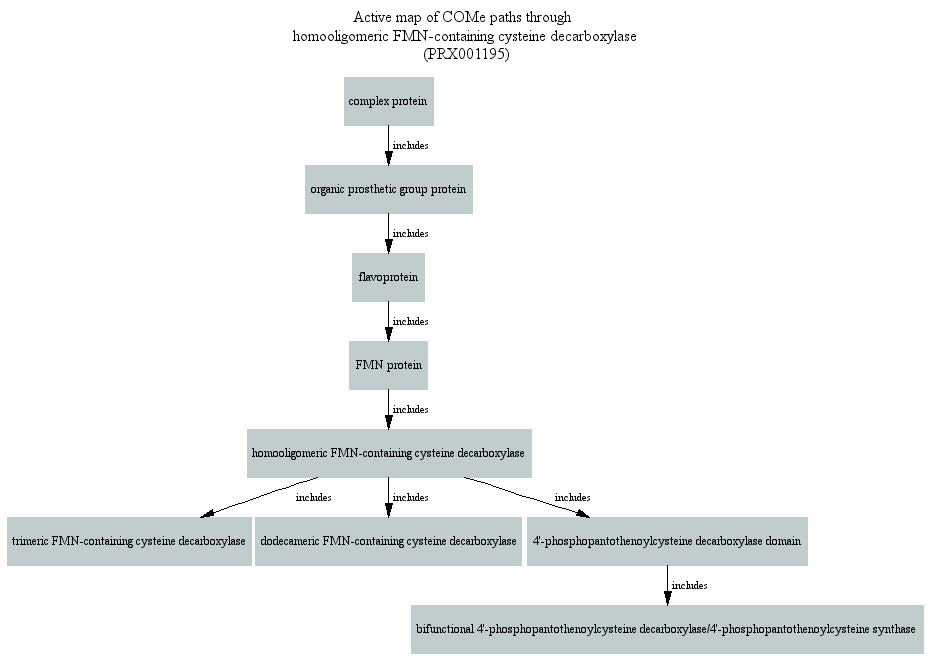 Active map of COMe paths through
homooligomeric FMN-containing cysteine decarboxylase
(PRX001195)
complex protein
includes
organic prosthetic group protein
includes
flavoprotein
includes
FMN protein
includes
homooligomeric FMN-containing cysteine decarboxylase
includes includes includes
trimeric FMN-containing cysteine decarboxylase dodecameric FMN-containing cysteine decarboxylase 4'-phosphopantothenoylcysteine decarboxylase domain
includes
bifunctional 4'-phosphopantothenoylcysteine decarboxylase/4'-phosphopantothenoylcysteine synthase